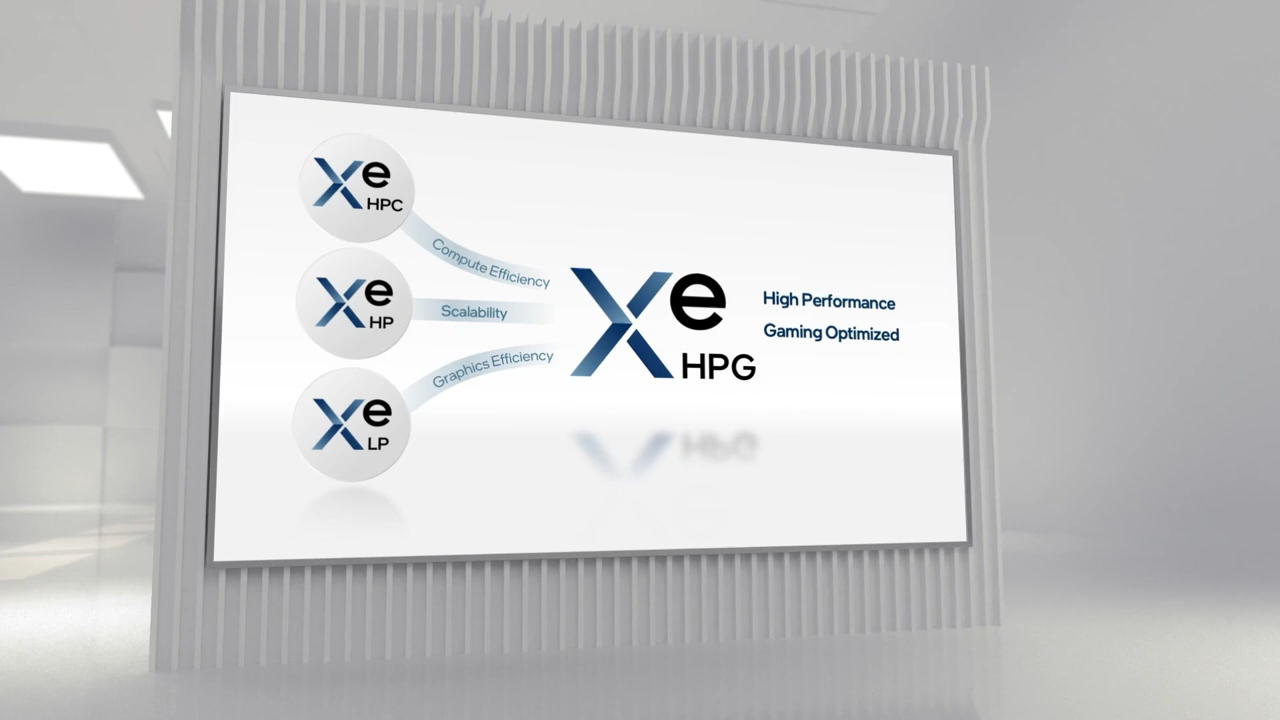 Xe
HPC
Compute Efficiency
Xe
HP
Scalability
Xe
LP
Graphics Efficiency
Xe
HPG
High Performance
Gaming Optimized